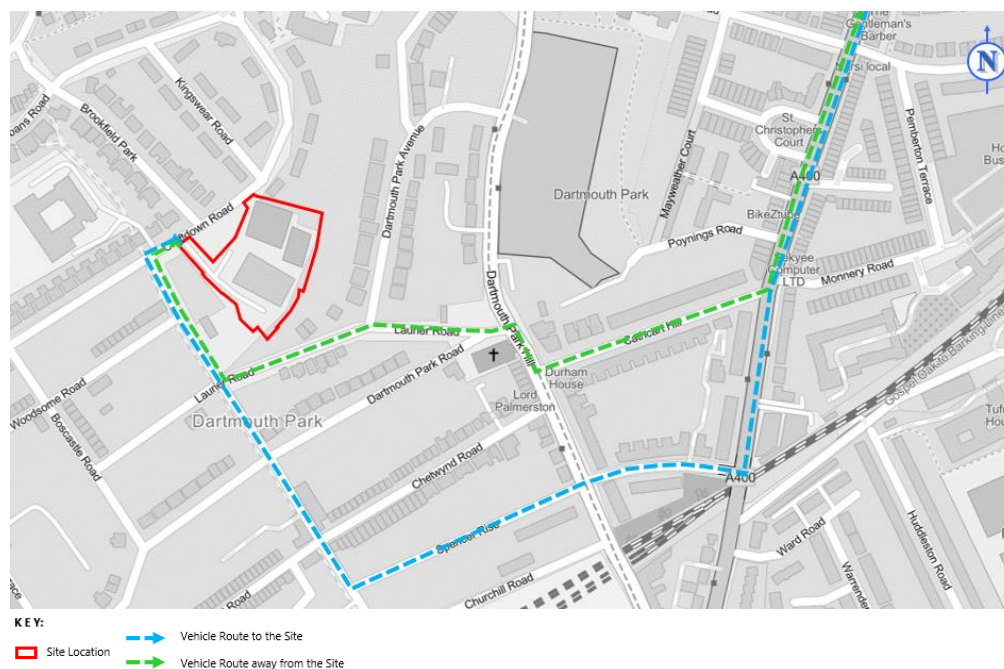 The
Gentleman's
Barber
N
Kingswear Road
Brookfield Park
St
Christophers
Court
Pemberton Terrace
Dartmouth Park Avenue
Mayweather Court
A400
Dartmouth Park
BikeZtube
Poynings Road
Computer
LTD
Monnery Road
Dartmouth Park Hill
Laurier Road
Cathcart Hill
Dartmouth Park Road
Durham
House
Lord
Palmerston
Laurier Road
Woodsome Road
Boscastle Road
Dartmouth Park
Chetwynd Road
Gospel Oak to Barking Line
A400
Spencer Rise
Churchill Road
Ward Road
Huddleston Road
KEY:
Site Location
Vehicle Route to the Site
Vehicle Route away from the Site